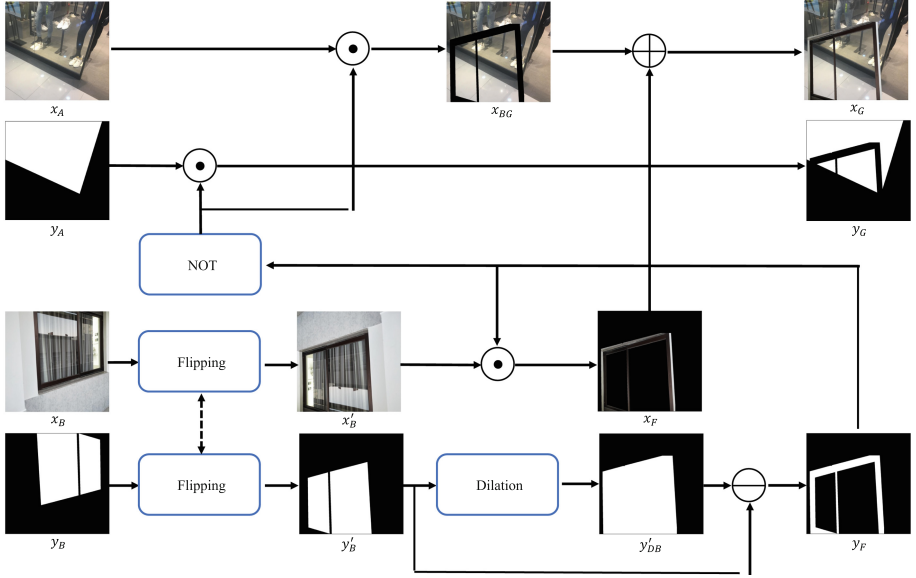 x_A
x_BG
x_G
y_A
y_G
NOT
Flipping
x_B
x'_B
x_F
Flipping
Dilation
y_B
y'_B
y'_DB
y_F